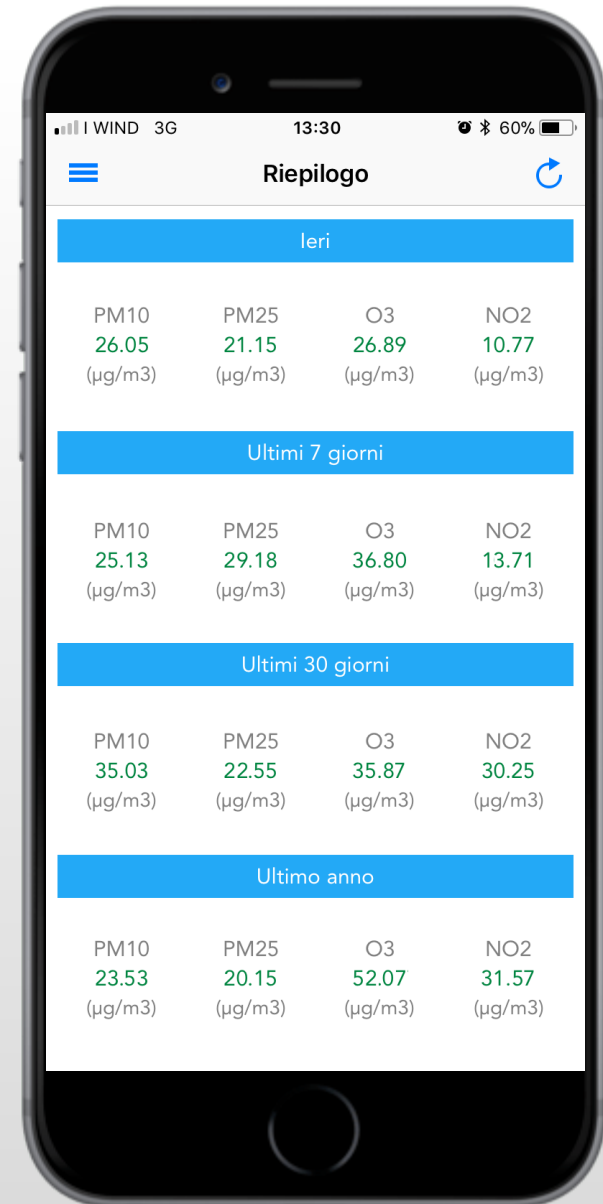 I WIND 3G 13:30 60%
Riepilogo
Ieri
PM10 PM25 O3 NO2
26.05 21.15 26.89 10.77
(µg/m3) (µg/m3) (µg/m3) (µg/m3)
Ultimi 7 giorni
PM10 PM25 O3 NO2
25.13 29.18 36.80 13.71
(µg/m3) (µg/m3) (µg/m3) (µg/m3)
Ultimi 30 giorni
PM10 PM25 O3 NO2
35.03 22.55 35.87 30.25
(µg/m3) (µg/m3) (µg/m3) (µg/m3)
Ultimo anno
PM10 PM25 O3 NO2
23.53 20.15 52.07 31.57
(µg/m3) (µg/m3) (µg/m3) (µg/m3)